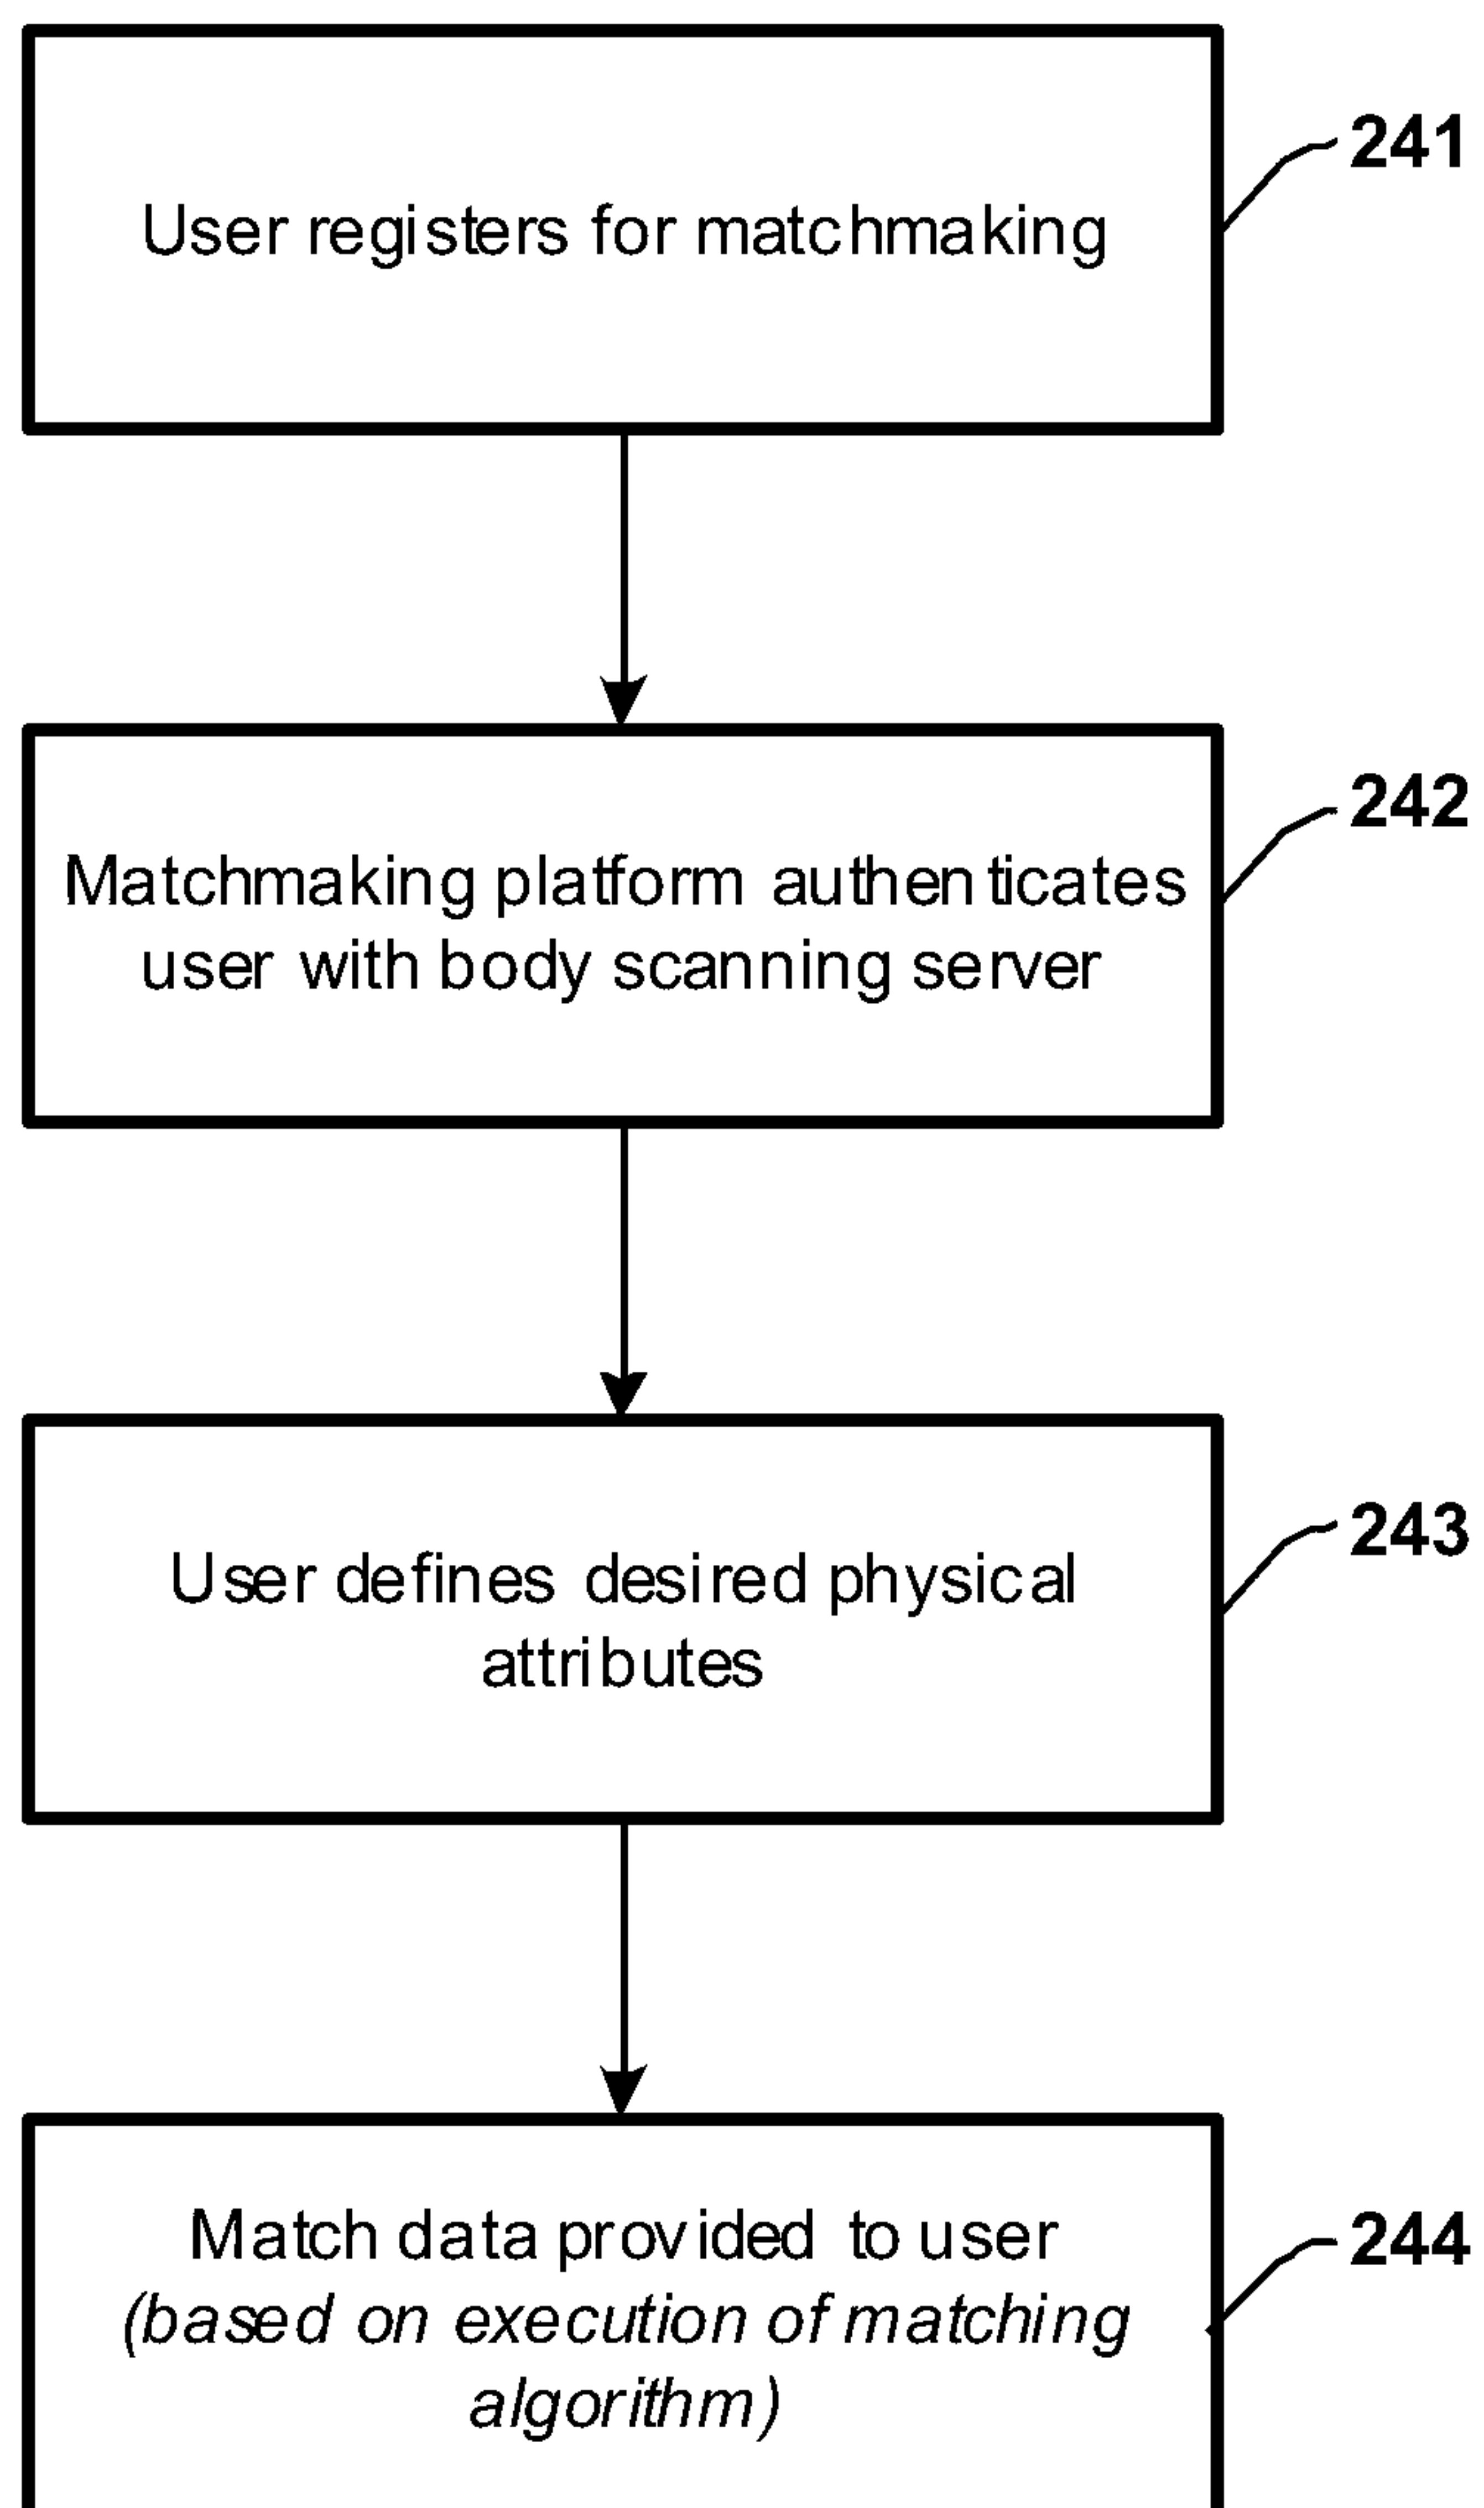 User registers for matchmaking
241
Matchmaking platform authenticates
user with body scanning server
242
User defines desired physical
attributes
243
Match data provided to user
(based on execution of matching
algorithm)
244